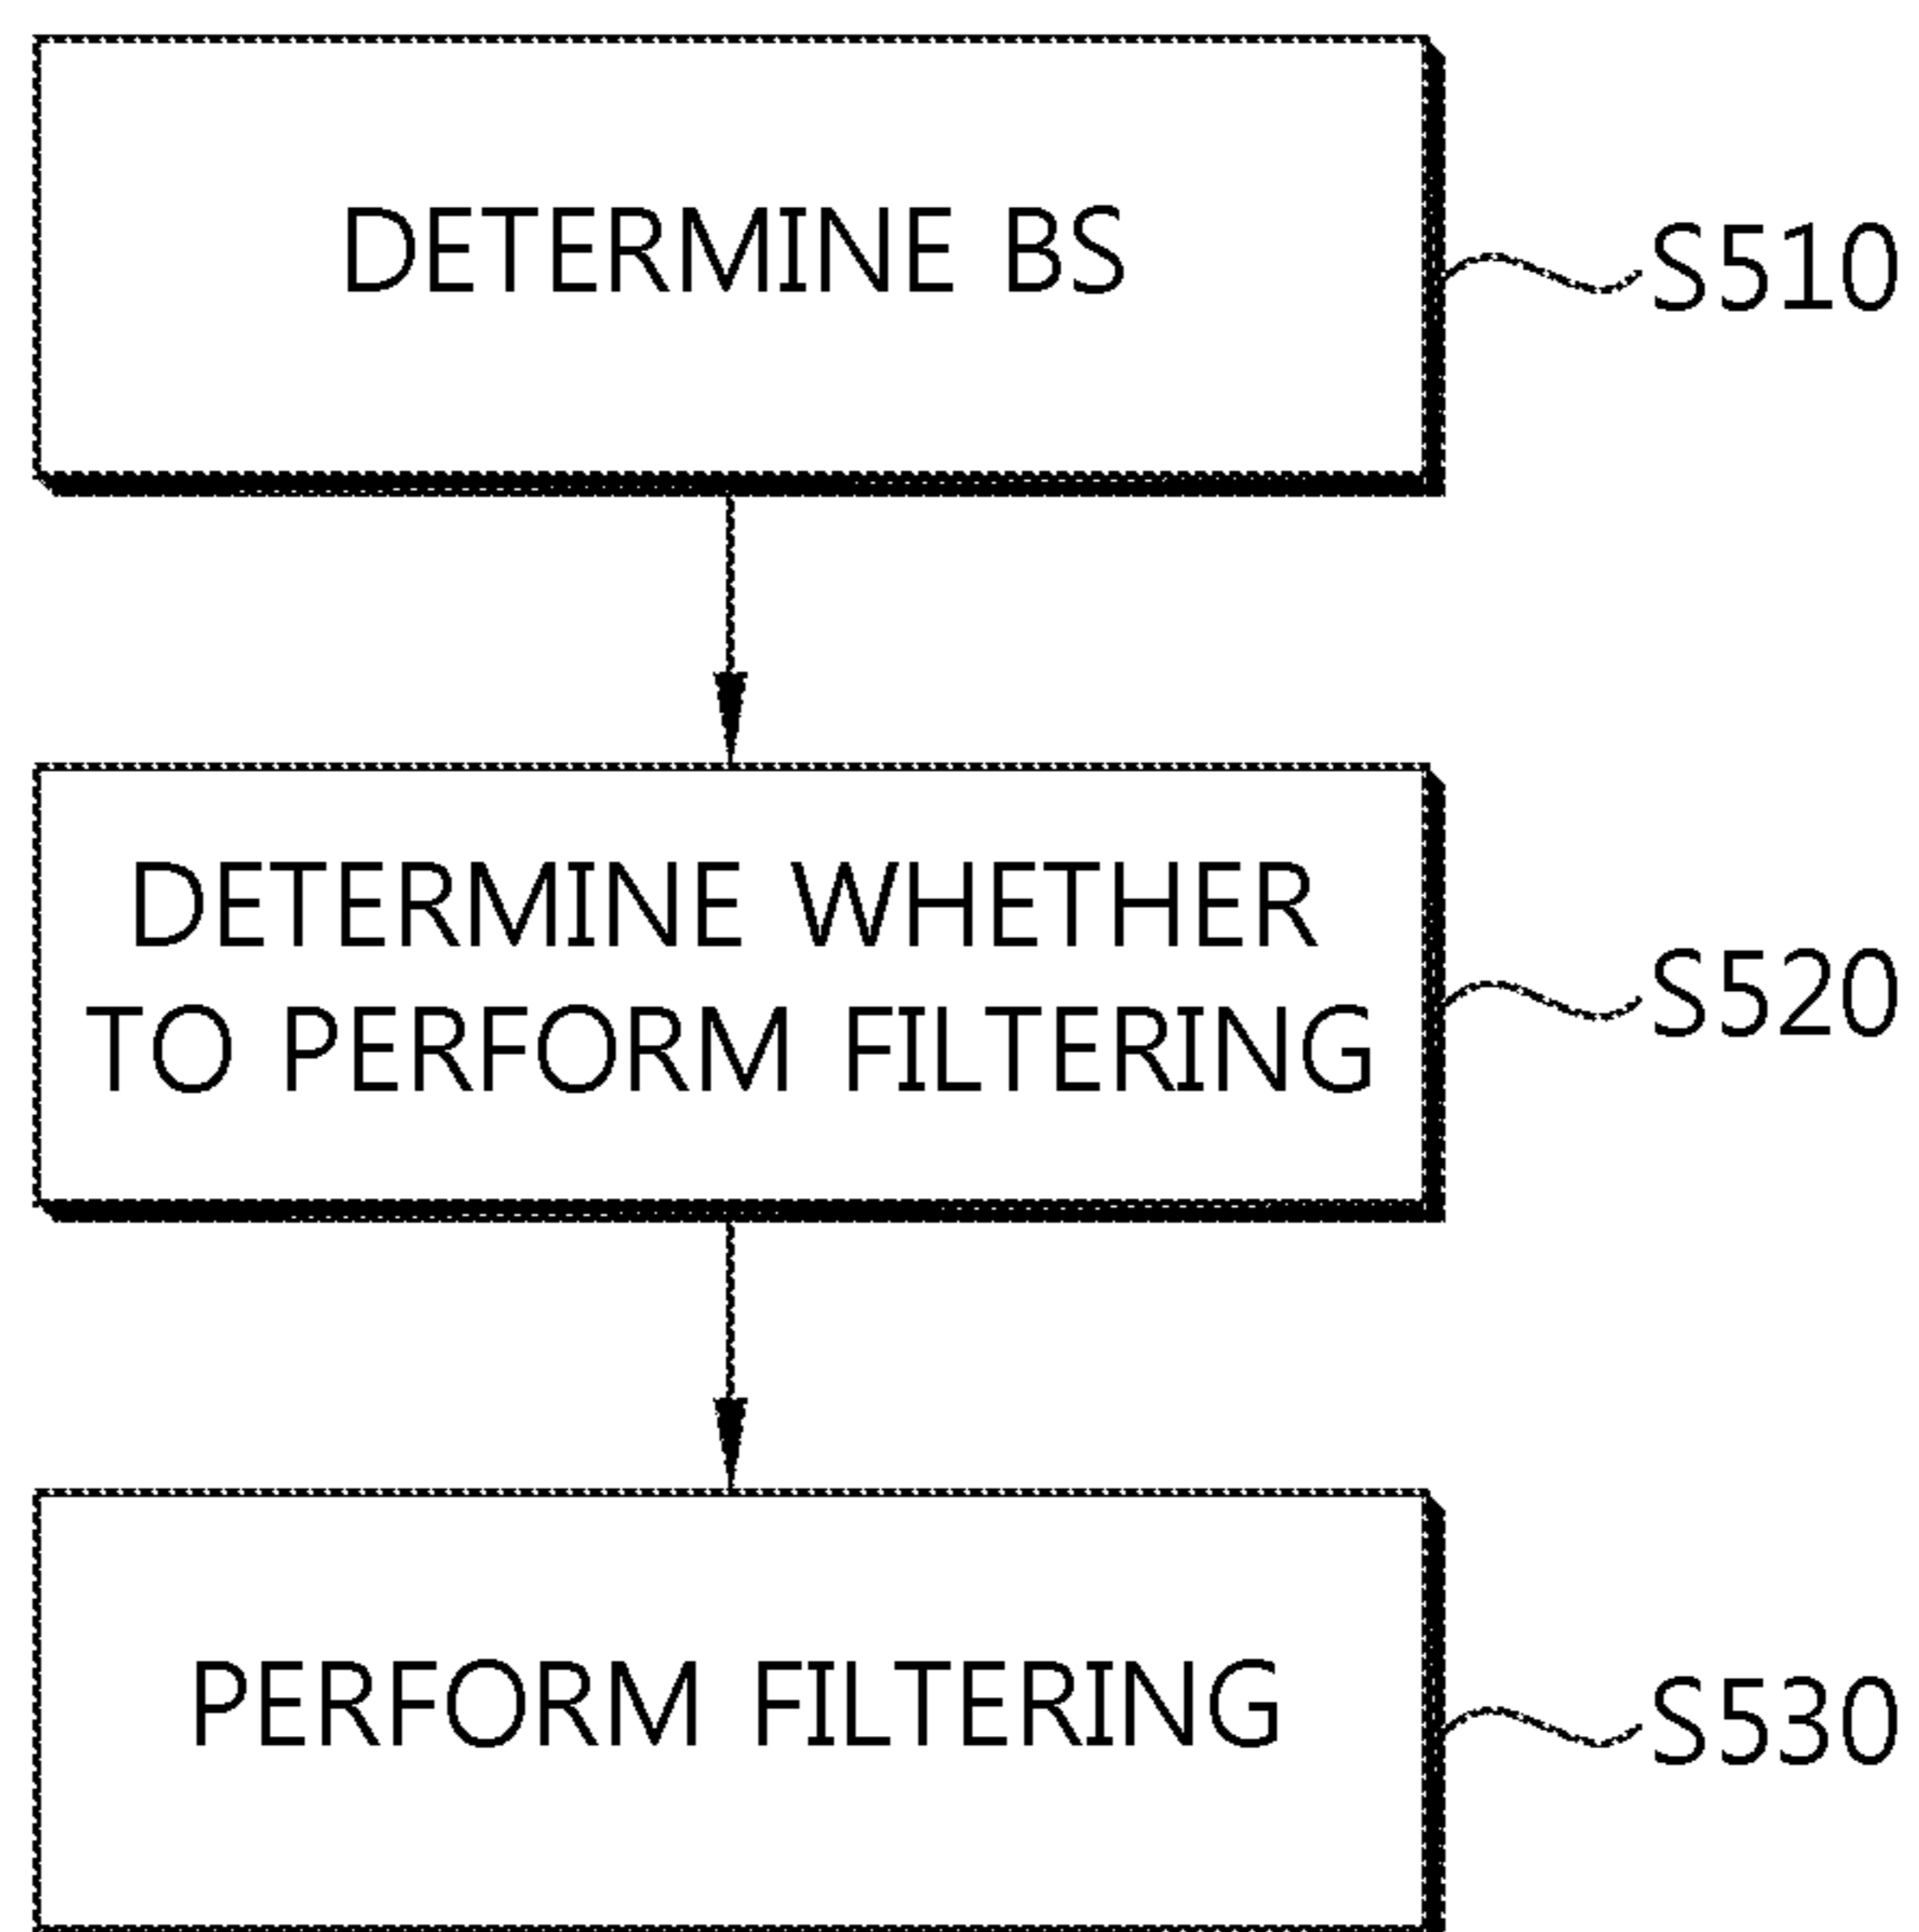 DETERMINE BS
S510
DETERMINE WHETHER
TO PERFORM FILTERING
S520
PERFORM FILTERING
S530